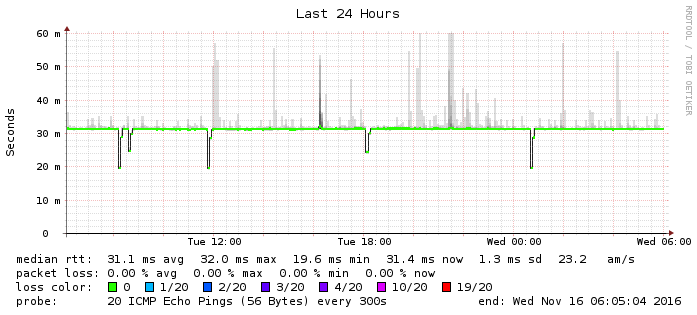 Last 24 Hours
RRDTOOL / TOBI OETIKER
Seconds
60 m
50 m
40 m
30 m
20 m
10 m
0
Tue 12:00 Tue 18:00 Wed 00:00 Wed 06:00
median rtt: 31.1 ms avg 32.0 ms max 19.6 ms min 31.4 ms now 1.3 ms sd 23.2 am/s
packet loss: 0.00 % avg 0.00 % max 0.00 % min 0.00 % now
loss color: 0 1/20 2/20 3/20 4/20 10/20 19/20
probe: 20 ICMP Echo Pings (56 Bytes) every 300s end: Wed Nov 16 06:05:04 2016